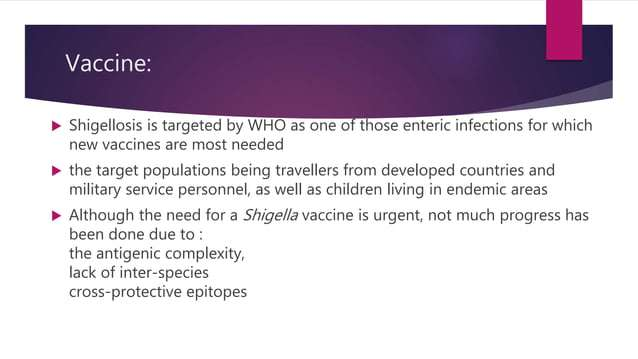 Vaccine:
Shigellosis is targeted by WHO as one of those enteric infections for which
new vaccines are most needed
the target populations being travellers from developed countries and
military service personnel, as well as children living in endemic areas
Although the need for a Shigella vaccine is urgent, not much progress has
been done due to :
the antigenic complexity,
lack of inter-species
cross-protective epitopes